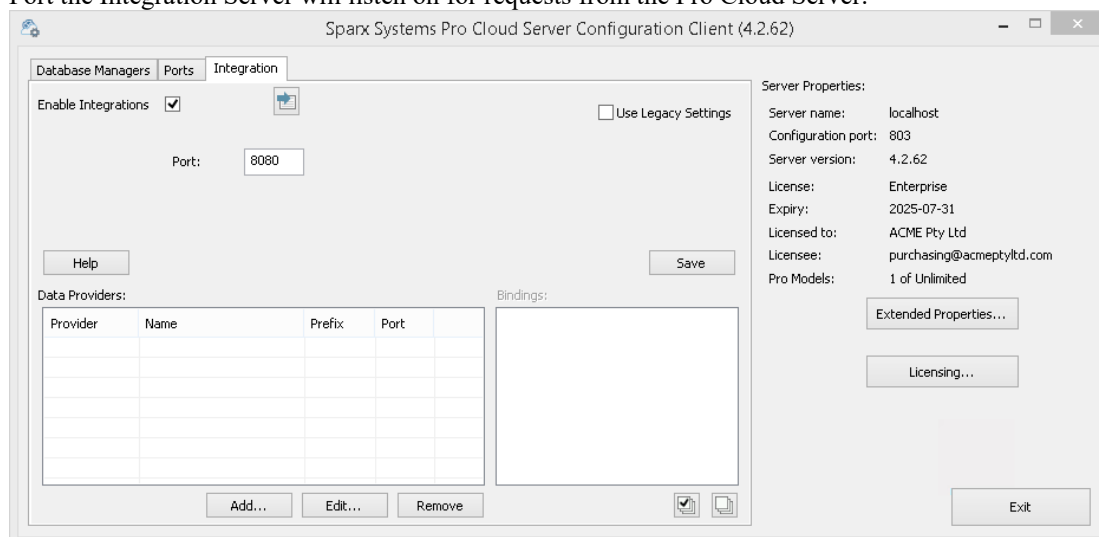 Port the Integration Server will listen on for requests from the Pro Cloud Server.
Sparx Systems Pro Cloud Server Configuration Client (4.2.62)
Database Managers Ports Integration
Enable Integrations
Use Legacy Settings
Port: 8080
Help
Save
Data Providers:
Bindings:
Provider Name Prefix Port
Add... Edit... Remove
Server Properties:
Server name: localhost
Configuration port: 803
Server version: 4.2.62
License: Enterprise
Expiry: 2025-07-31
Licensed to: ACME Pty Ltd
Licensee: purchasing@acmeptyltd.com
Pro Models: 1 of Unlimited
Extended Properties...
Licensing...
Exit